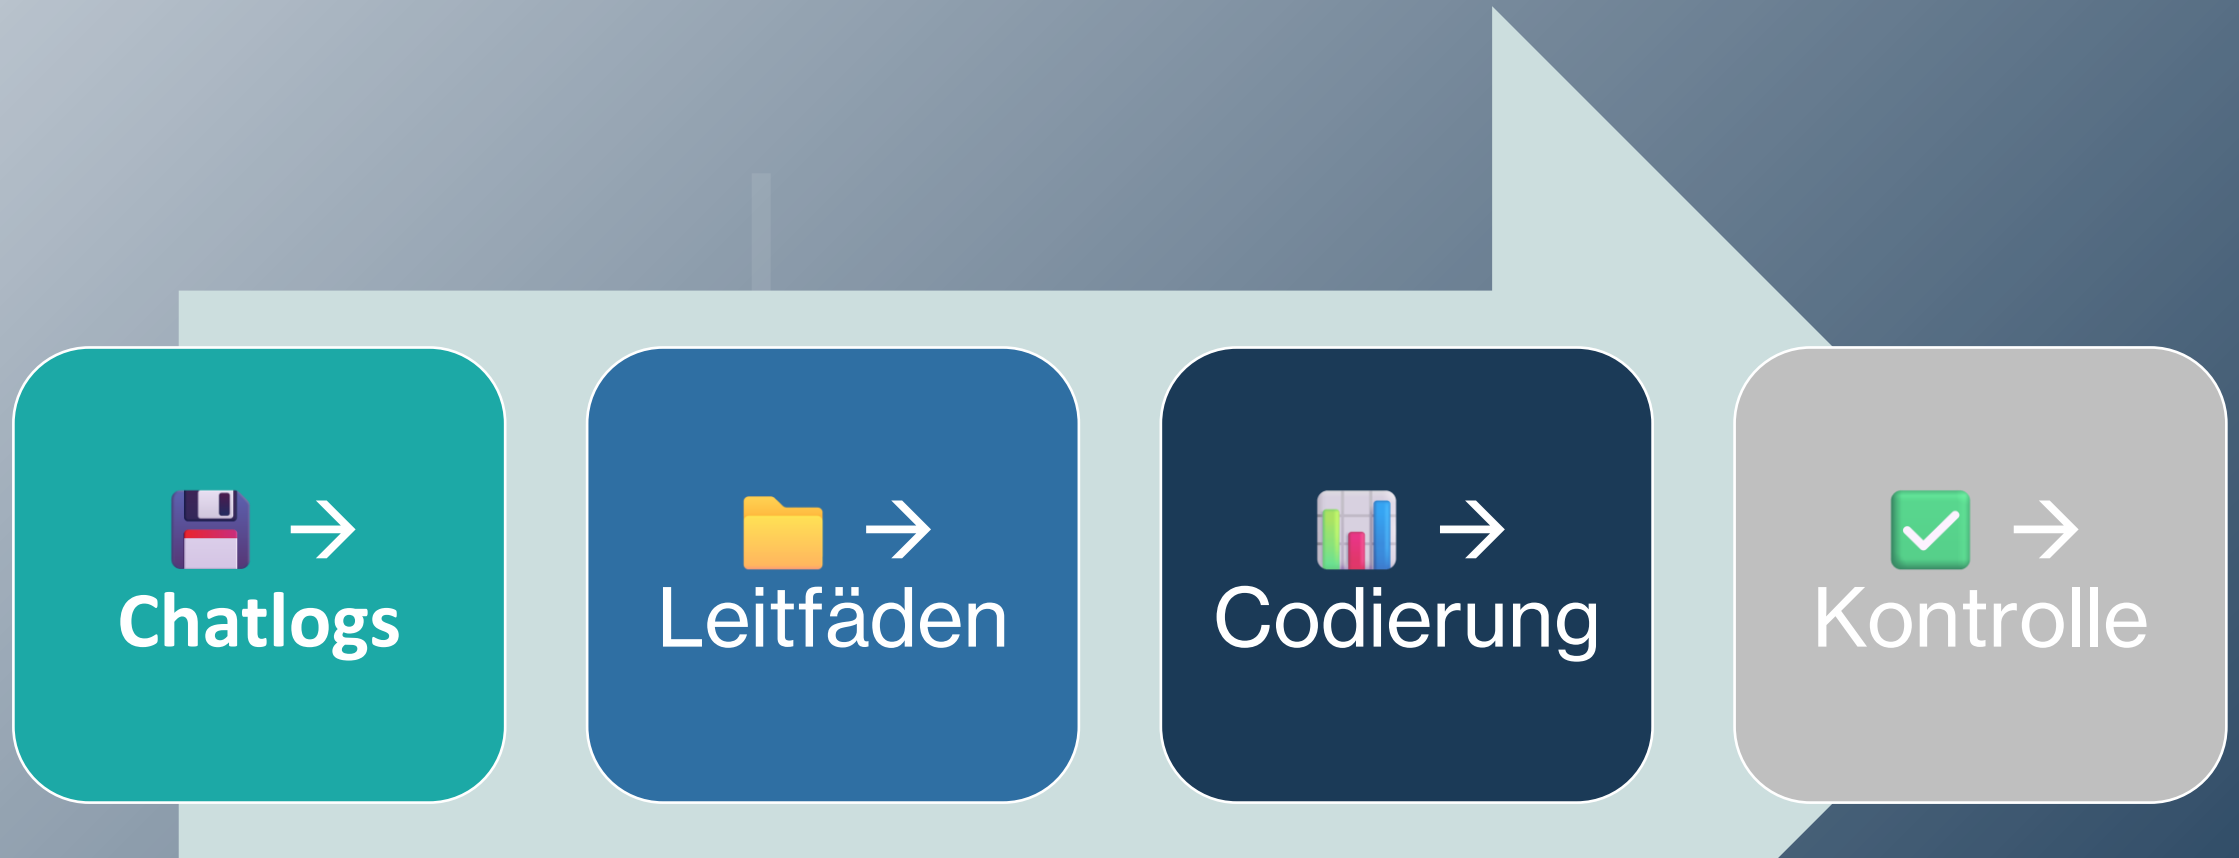 💾 →
Chatlogs
📁 →
Leitfäden
📊 →
Codierung
✅ →
Kontrolle